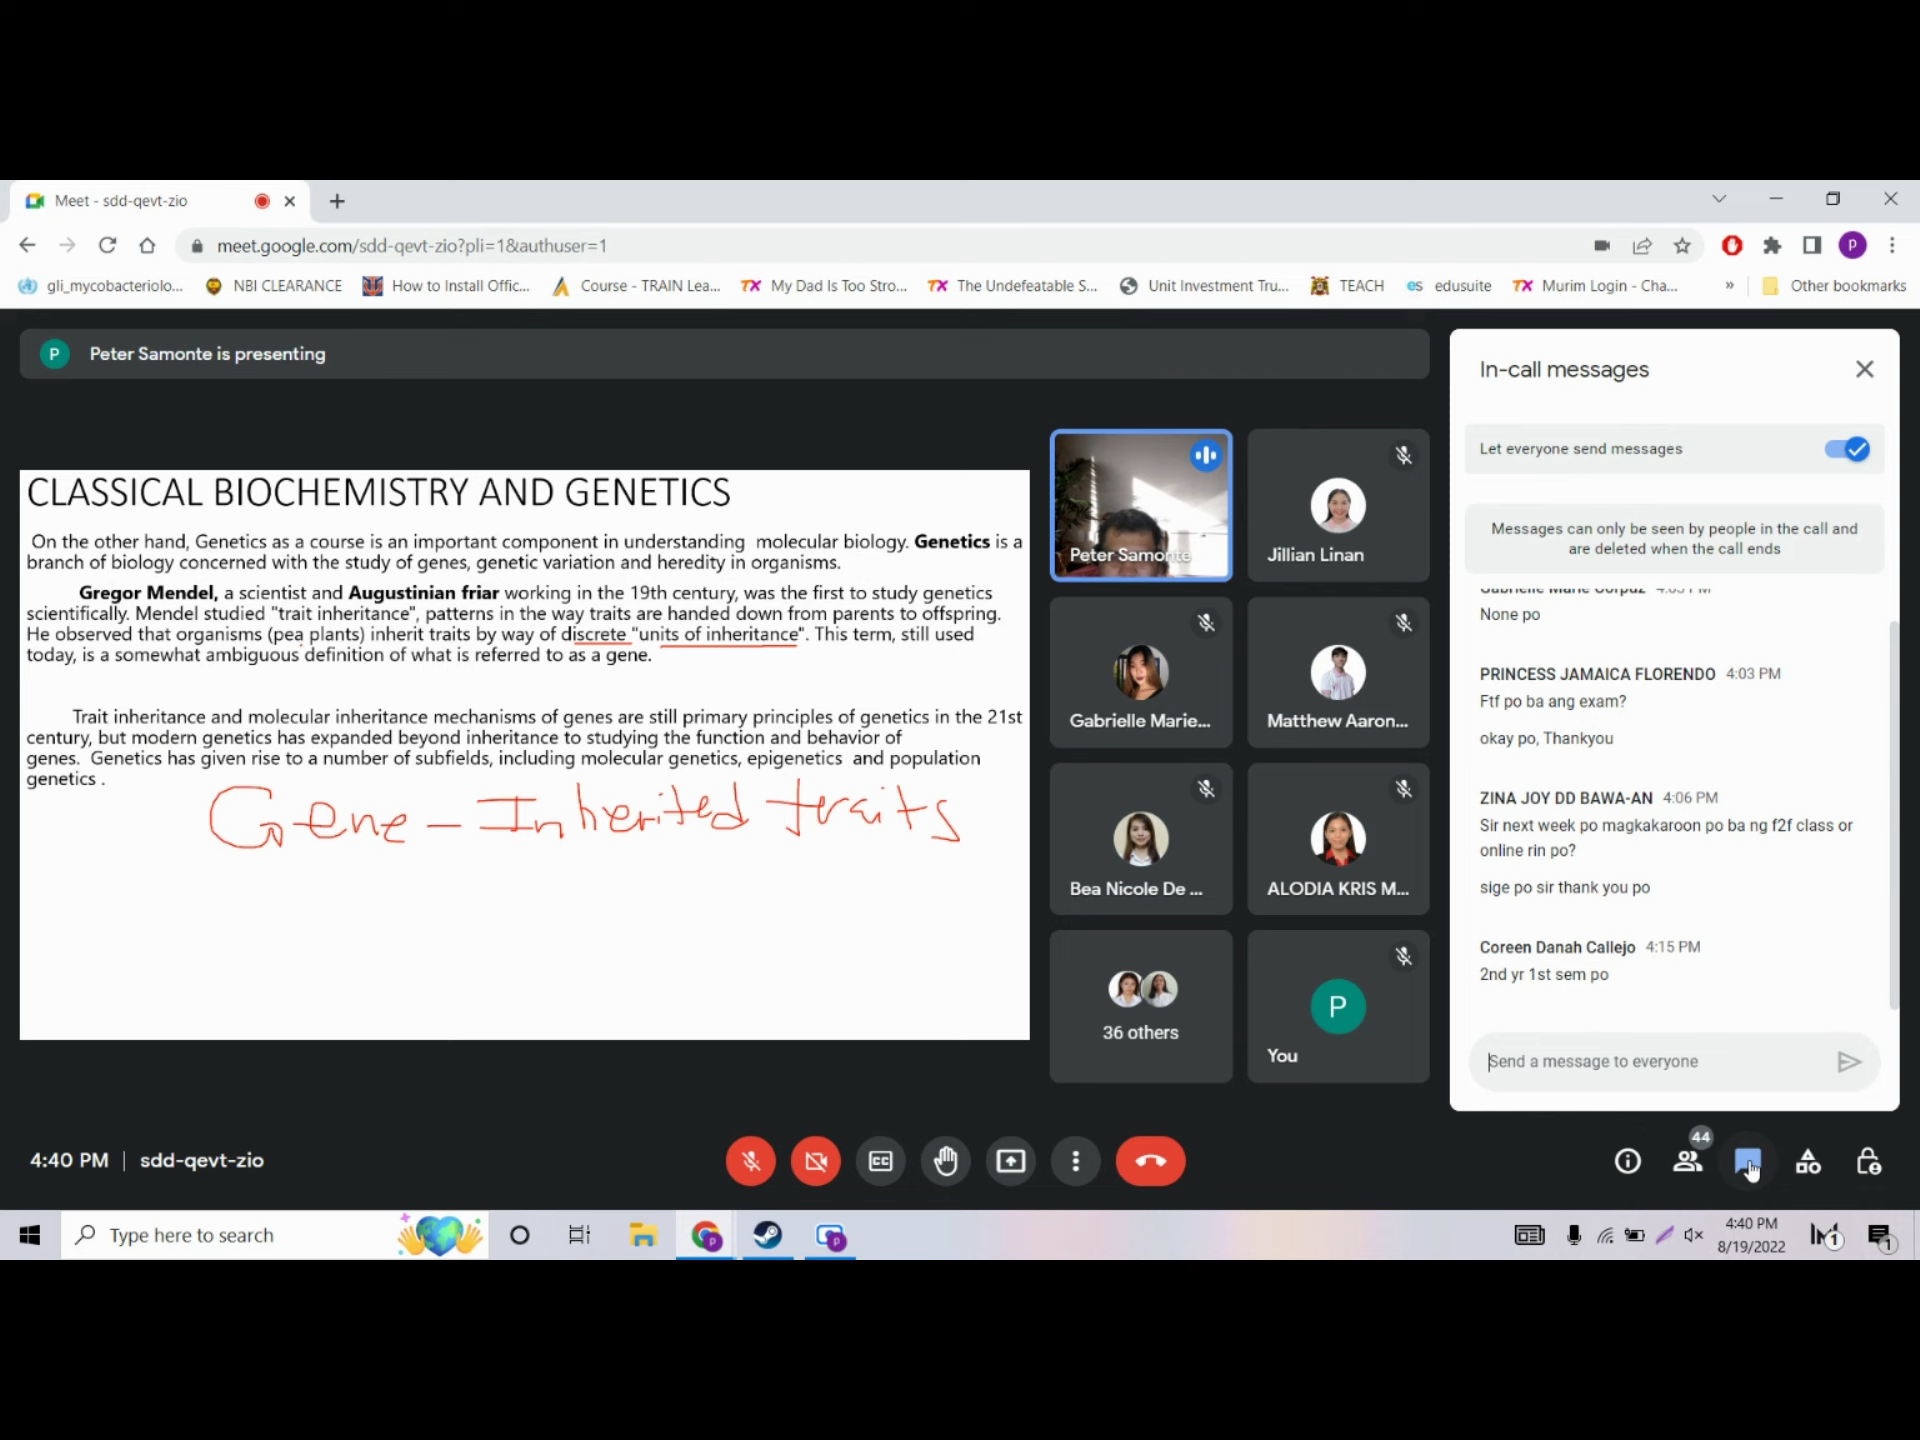 Meet - sdd-qevt-zio
meet.google.com/sdd-qevt-zio?pli=1&authuser=1
P
gli_mycobacteriolo...
NBI CLEARANCE
How to Install Offic...
Course - TRAIN Lea...
TX My Dad Is Too Stro...
TX The Undefeatable S...
Unit Investment Tru...
TEACH
es edusuite
TX Murim Login - Cha...
»
Other bookmarks
P Peter Samonte is presenting
CLASSICAL BIOCHEMISTRY AND GENETICS
On the other hand, Genetics as a course is an important component in understanding molecular biology. Genetics is a
branch of biology concerned with the study of genes, genetic variation and heredity in organisms.
Gregor Mendel, a scientist and Augustinian friar working in the 19th century, was the first to study genetics
scientifically. Mendel studied "trait inheritance", patterns in the way traits are handed down from parents to offspring.
He observed that organisms (pea plants) inherit traits by way of discrete "units of inheritance". This term, still used
today, is a somewhat ambiguous definition of what is referred to as a gene.
Trait inheritance and molecular inheritance mechanisms of genes are still primary principles of genetics in the 21st
century, but modern genetics has expanded beyond inheritance to studying the function and behavior of
genes. Genetics has given rise to a number of subfields, including molecular genetics, epigenetics and population
genetics .
Gene - Inherited traits
Peter Samonte
Jillian Linan
Gabrielle Marie...
Matthew Aaron...
Bea Nicole De ...
ALODIA KRIS M...
36 others
P
You
In-call messages
Let everyone send messages
Messages can only be seen by people in the call and
are deleted when the call ends
Gabrielle Marie Corpuz 4:03 PM
None po
PRINCESS JAMAICA FLORENDO 4:03 PM
Ftf po ba ang exam?
okay po, Thankyou
ZINA JOY DD BAWA-AN 4:06 PM
Sir next week po magkakaroon po ba ng f2f class or
online rin po?
sige po sir thank you po
Coreen Danah Callejo 4:15 PM
2nd yr 1st sem po
Send a message to everyone
4:40 PM | sdd-qevt-zio
CC
44
Type here to search
4:40 PM
8/19/2022
1
1